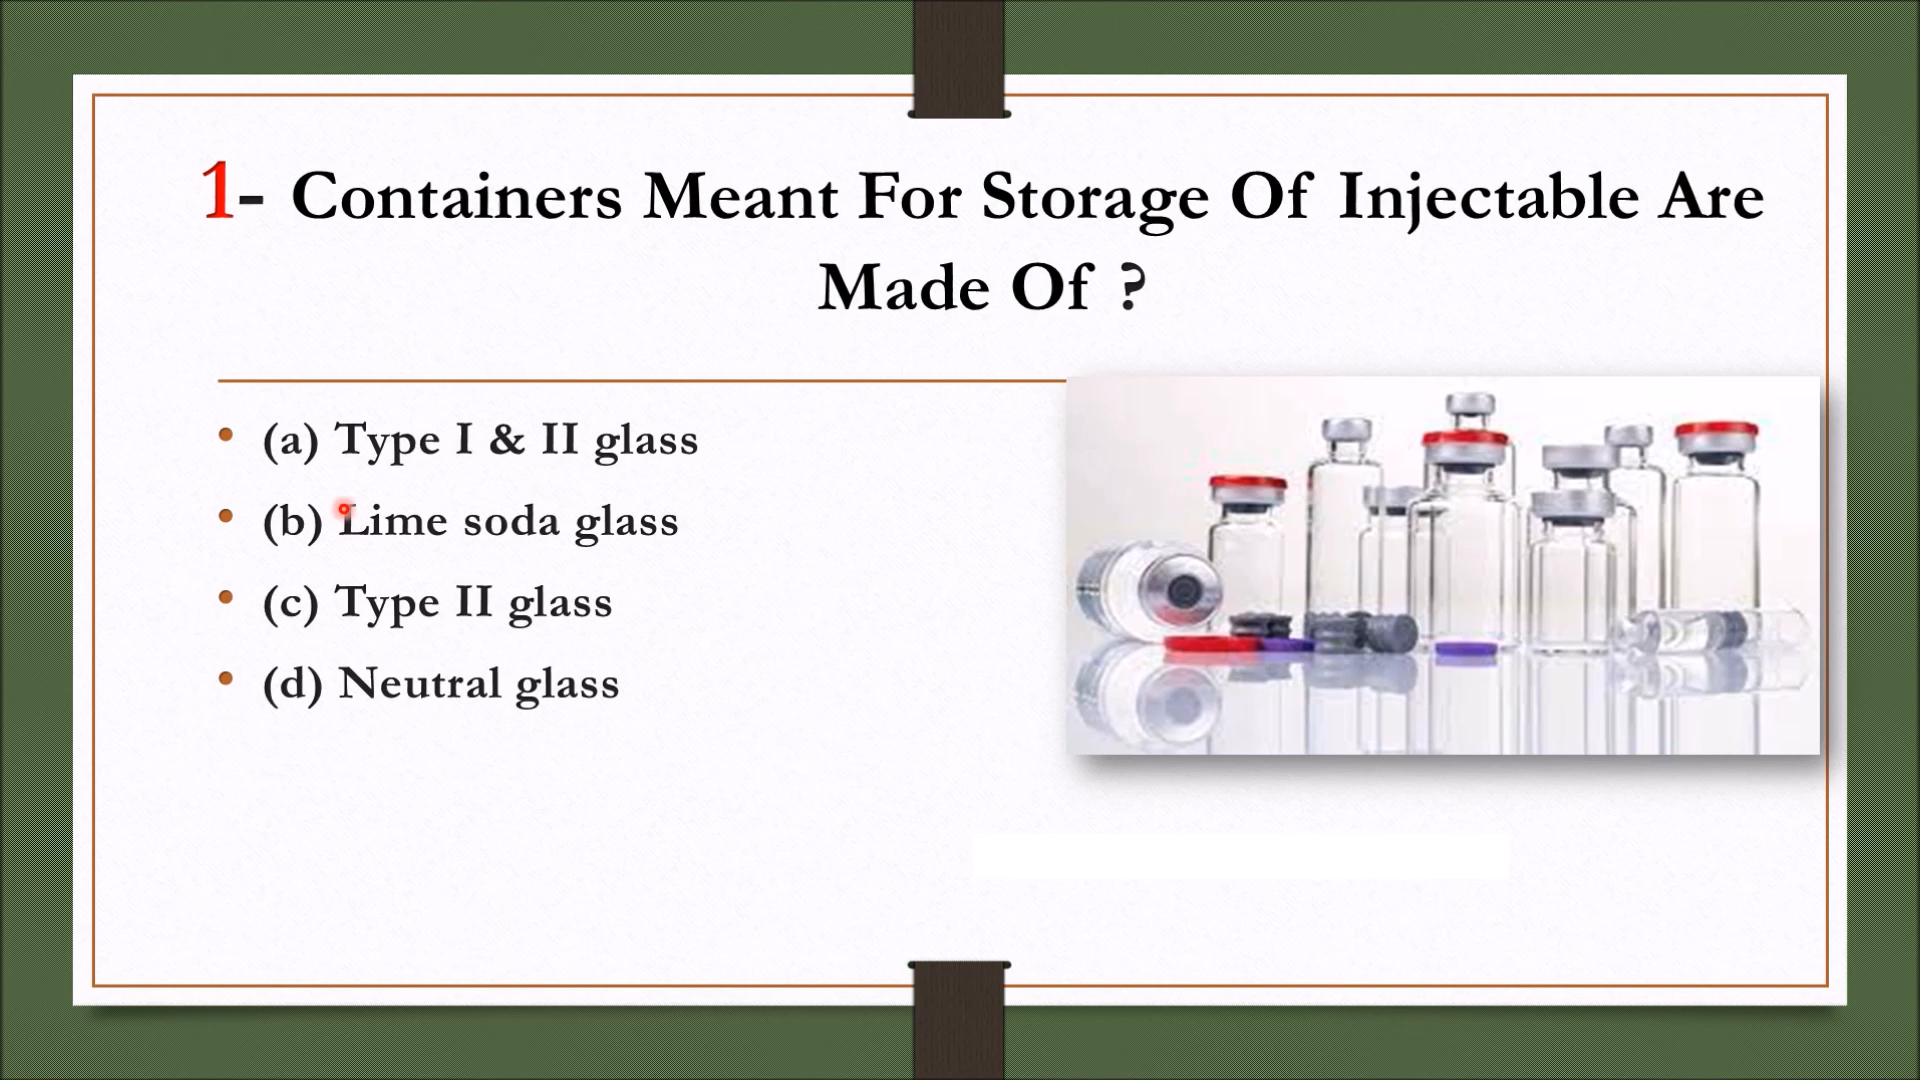 1- Containers Meant For Storage Of Injectable Are
Made Of ?
• (a) Type I & II glass
• (b) Lime soda glass
• (c) Type II glass
• (d) Neutral glass